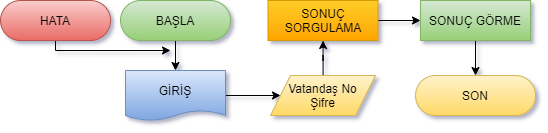 HATA
BAŞLA
SONUÇ
SORGULAMA
SONUÇ GÖRME
GİRİŞ
Vatandaş No
Şifre
SON